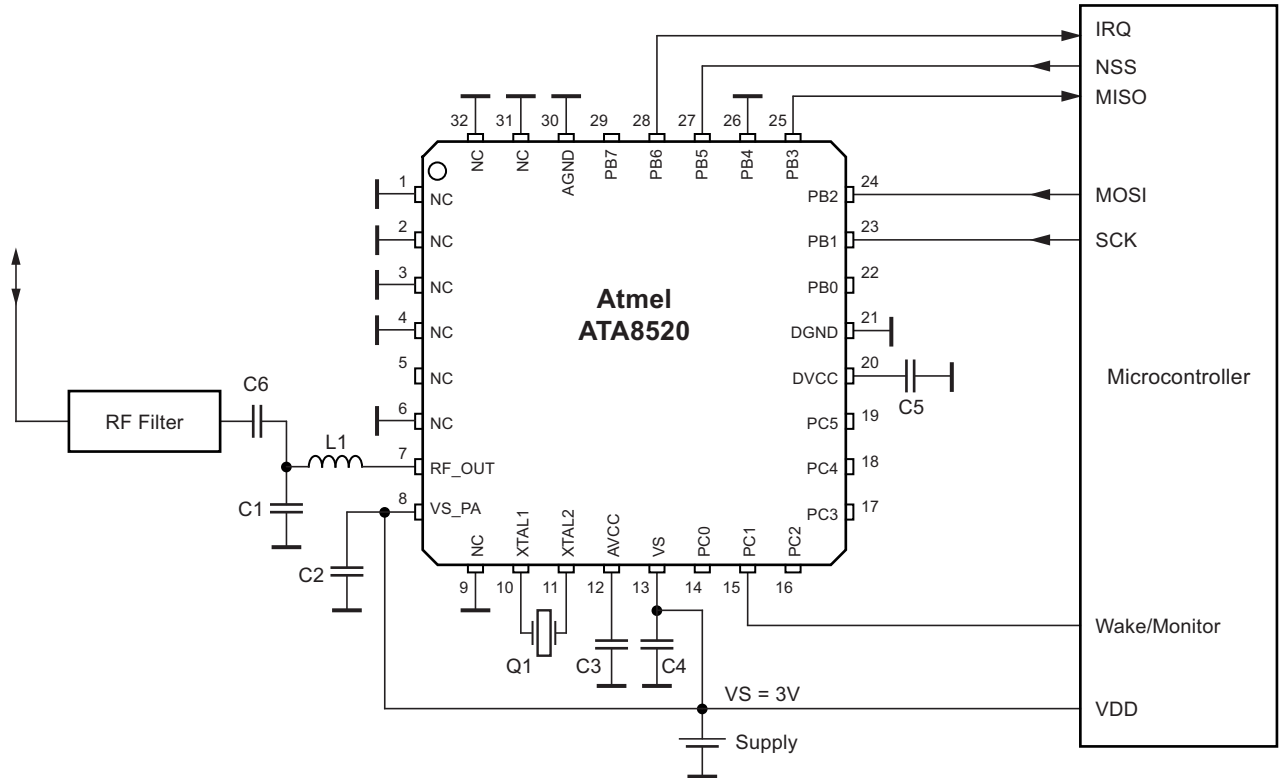 IRQ
NSS
MISO
32 31 30 29 28 27 26 25
NC NC AGND PB7 PB6 PB5 PB4 PB3
1 NC
2 NC
3 NC
4 NC
5 NC
6 NC
7 RF_OUT
8 VS_PA
Atmel
ATA8520
PB2 24
PB1 23
PB0 22
DGND 21
DVCC 20
PC5 19
PC4 18
PC3 17
MOSI
SCK
Microcontroller
C5
C6
RF Filter
L1
C1
C2
NC XTAL1 XTAL2 AVCC VS PC0 PC1 PC2
9 10 11 12 13 14 15 16
Q1
C3
C4
Wake/Monitor
VS = 3V
VDD
Supply